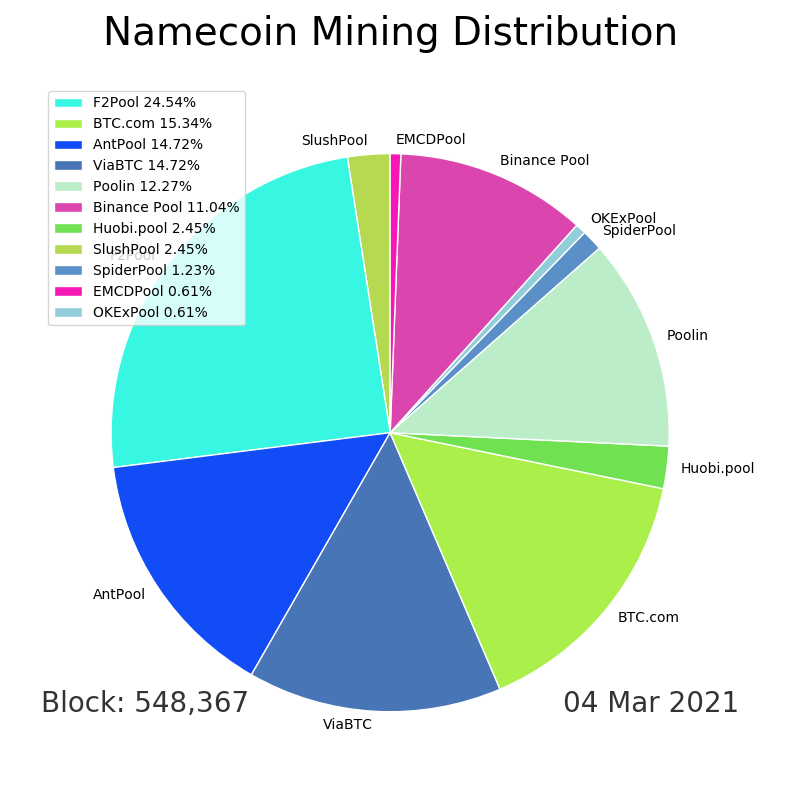 Namecoin Mining Distribution
F2Pool 24.54%
BTC.com 15.34%
AntPool 14.72%
ViaBTC 14.72%
Poolin 12.27%
Binance Pool 11.04%
Huobi.pool 2.45%
SlushPool 2.45%
SpiderPool 1.23%
EMCDPool 0.61%
OKExPool 0.61%
SlushPool
EMCDPool
Binance Pool
OKExPool
SpiderPool
F2Pool
Poolin
Huobi.pool
AntPool
BTC.com
ViaBTC
Block: 548,367
04 Mar 2021